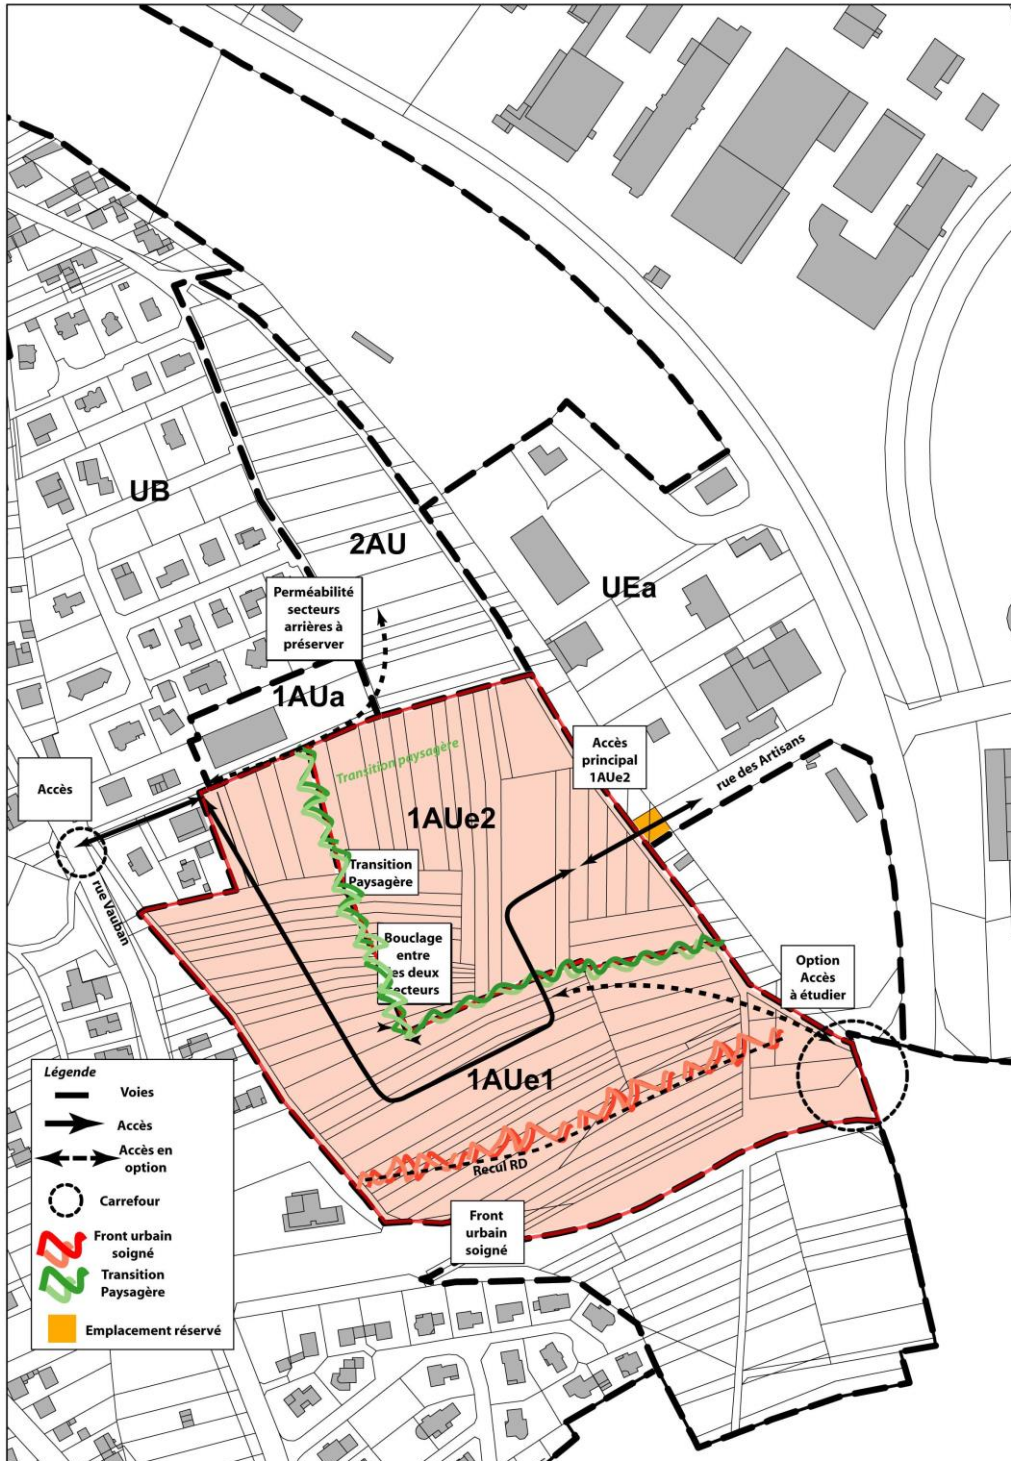 UB
2AU
UEa
Perméabilité
secteurs
arrières à
préserver
1AUa
Transition paysagère
Accès
principal
1AUe2
rue des Artisans
Accès
1AUe2
rue Vauban
Transition
Paysagère
Bouclage
entre
les deux
secteurs
Option
Accès
à étudier
1AUe1
Recul RD
Front
urbain
soigné
Légende
Voies
Accès
Accès en
option
Carrefour
Front urbain
soigné
Transition
Paysagère
Emplacement réservé